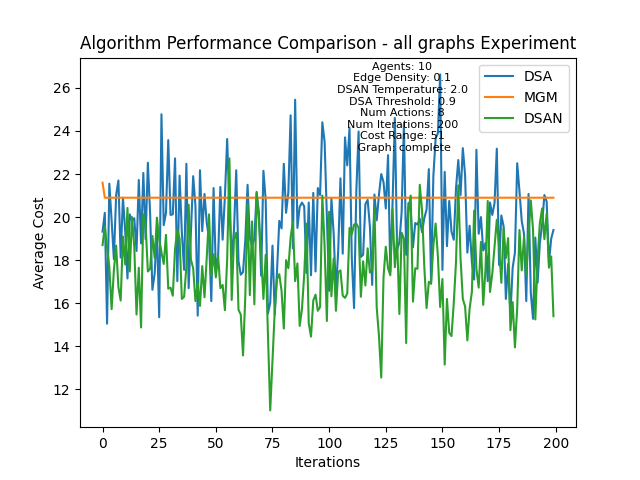 Algorithm Performance Comparison - all graphs Experiment
Agents: 10
Edge Density: 0.1
DSAN Temperature: 2.0
DSA Threshold: 0.9
Num Actions: 8
Num Iterations: 200
Cost Range: 51
Graph: complete
DSA
MGM
DSAN
26
24
22
20
18
16
14
12
Average Cost
0
25
50
75
100
125
150
175
200
Iterations